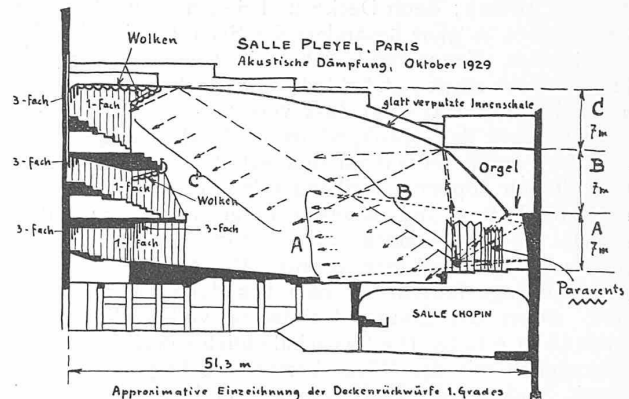 SALLE PLEYEL, PARIS
Akustische Dämpfung, Oktober 1929
Wolken
glatt verputzte Innenschale
3-Fach
1-Fach
C
7m
3-Fach
1-Fach
Wolken
C
B
Orgel
B
7m
3-Fach
1-Fach
3-Fach
A
A
7m
Paravents
SALLE CHOPIN
51,3 m
Approximative Einzeichnung der Deckenrückwürfe 1. Grades